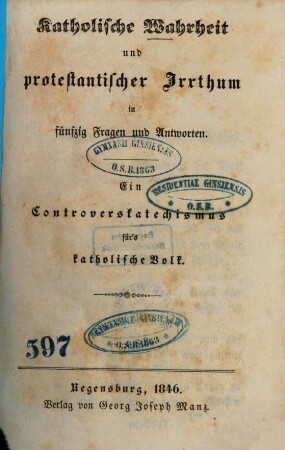 Katholische Wahrheit
und
protestantischer Irrthum
in
fünfzig Fragen und Antworten.
GYMNASII GINSIENSIS
O.S.B.1863
RESIDENTIAE GINSIENSIS
O.S.B.
Ein
Controverskatechismus
für's
katholische Volk.
O.S.B.1863
597
Regensburg, 1846.
Verlag von Georg Joseph Manz.